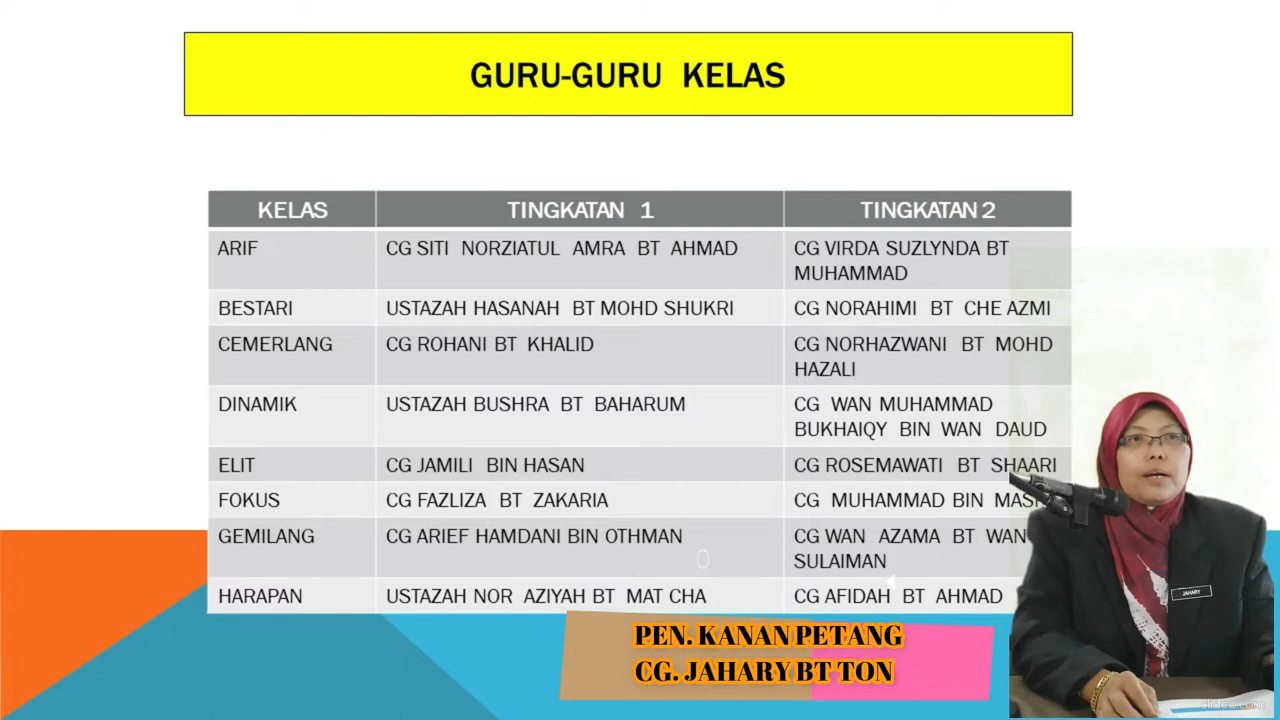 GURU-GURU KELAS
KELAS TINGKATAN 1 TINGKATAN 2
ARIF CG SITI NORZIATUL AMRA BT AHMAD CG VIRDA SUZLYNDA BT
MUHAMMAD
BESTARI USTAZAH HASANAH BT MOHD SHUKRI CG NORAHIMI BT CHE AZMI
CEMERLANG CG ROHANI BT KHALID CG NORHAZWANI BT MOHD
HAZALI
DINAMIK USTAZAH BUSHRA BT BAHARUM CG WAN MUHAMMAD
BUKHAIQY BIN WAN DAUD
ELIT CG JAMILI BIN HASAN CG ROSEMAWATI BT SHAARI
FOKUS CG FAZLIZA BT ZAKARIA CG MUHAMMAD BIN
GEMILANG CG ARIEF HAMDANI BIN OTHMAN CG WAN AZAMA BT WAN
SULAIMAN
HARAPAN USTAZAH NOR AZIYAH BT MAT CHA CG AFIDAH BT AHMAD
JAHARY
PEN. KANAN PETANG
CG. JAHARY BT TON